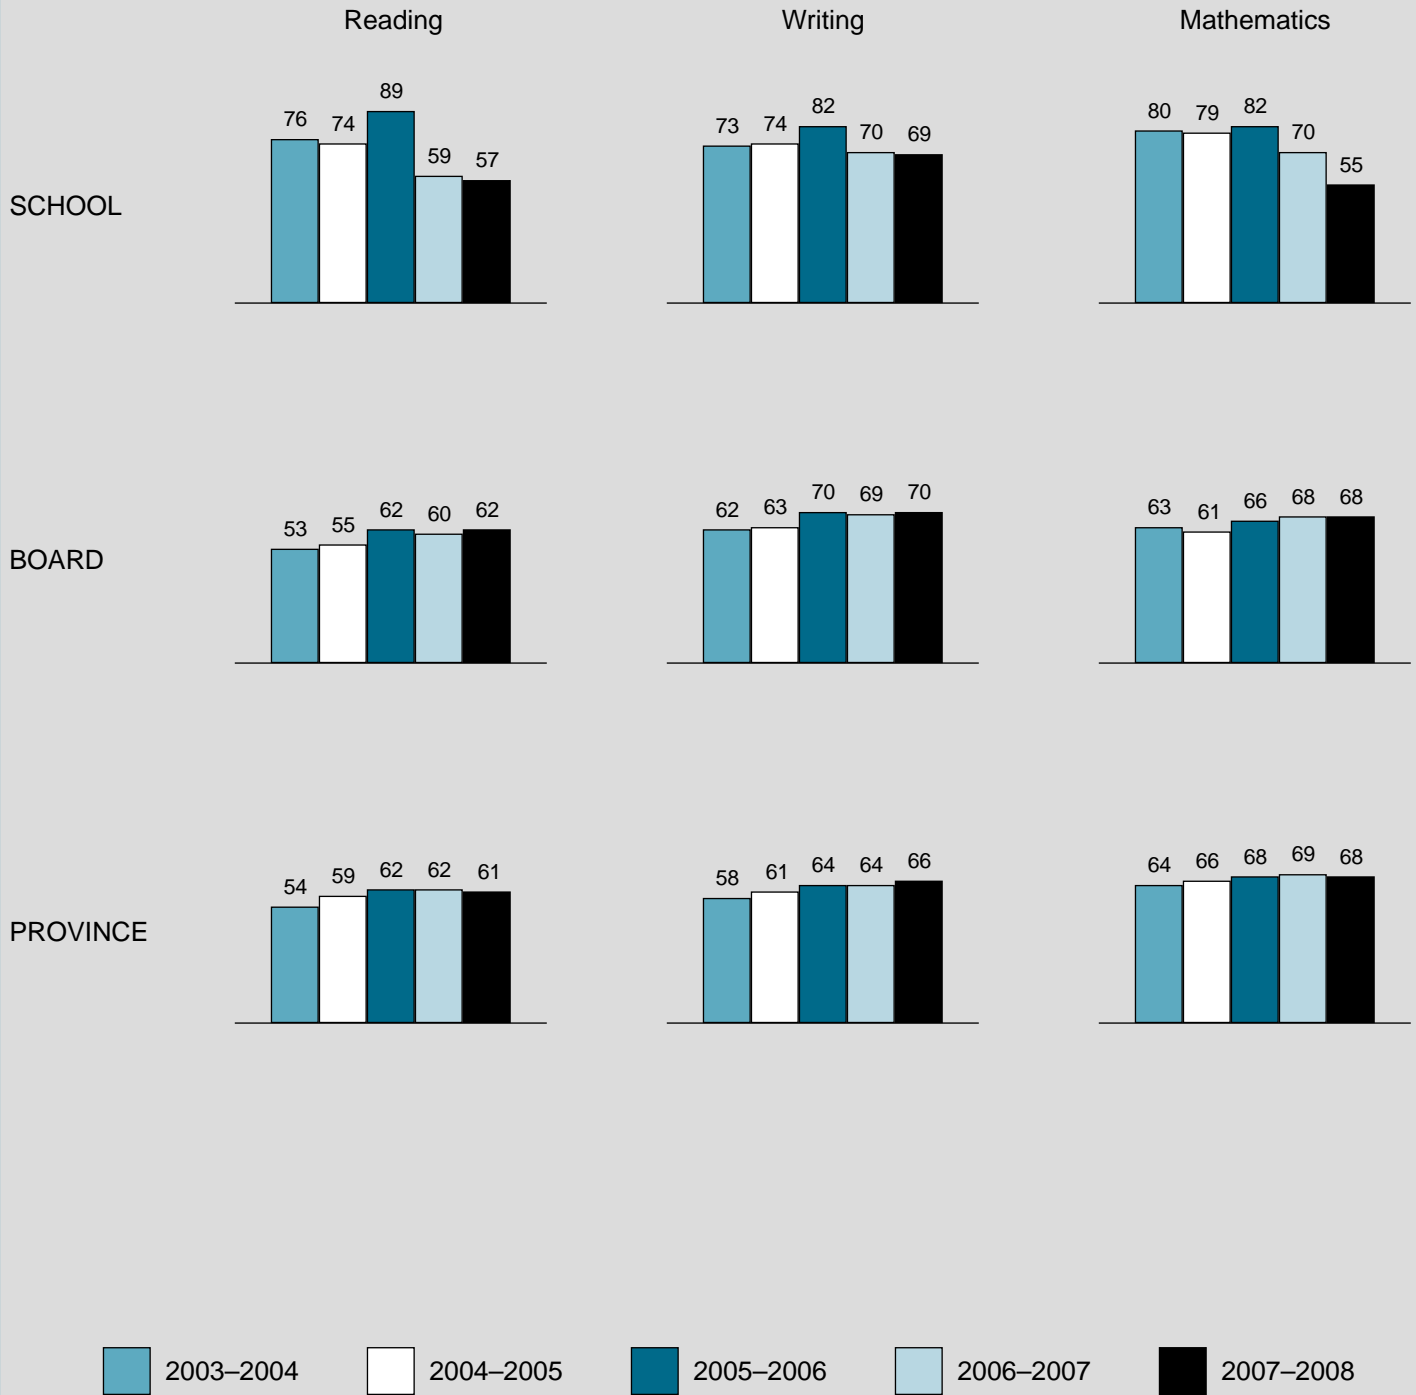 Reading Writing Mathematics
SCHOOL
76 74 89 59 57
73 74 82 70 69
80 79 82 70 55
BOARD
53 55 62 60 62
62 63 70 69 70
63 61 66 68 68
PROVINCE
54 59 62 62 61
58 61 64 64 66
64 66 68 69 68
2003–2004 2004–2005 2005–2006 2006–2007 2007–2008